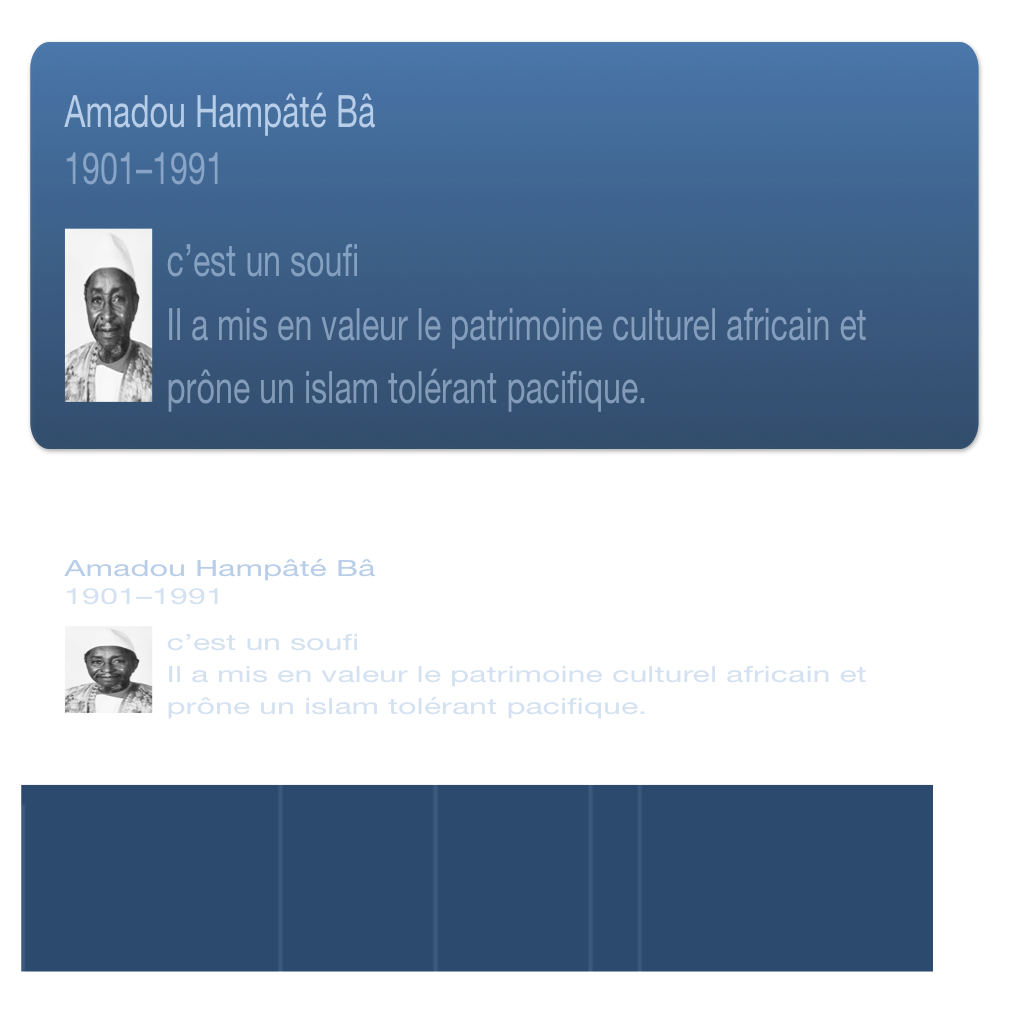 Amadou Hampâté Bâ
1901–1991
c’est un soufi
Il a mis en valeur le patrimoine culturel africain et
prône un islam tolérant pacifique.
Amadou Hampâté Bâ
1901–1991
c’est un soufi
Il a mis en valeur le patrimoine culturel africain et
prône un islam tolérant pacifique.